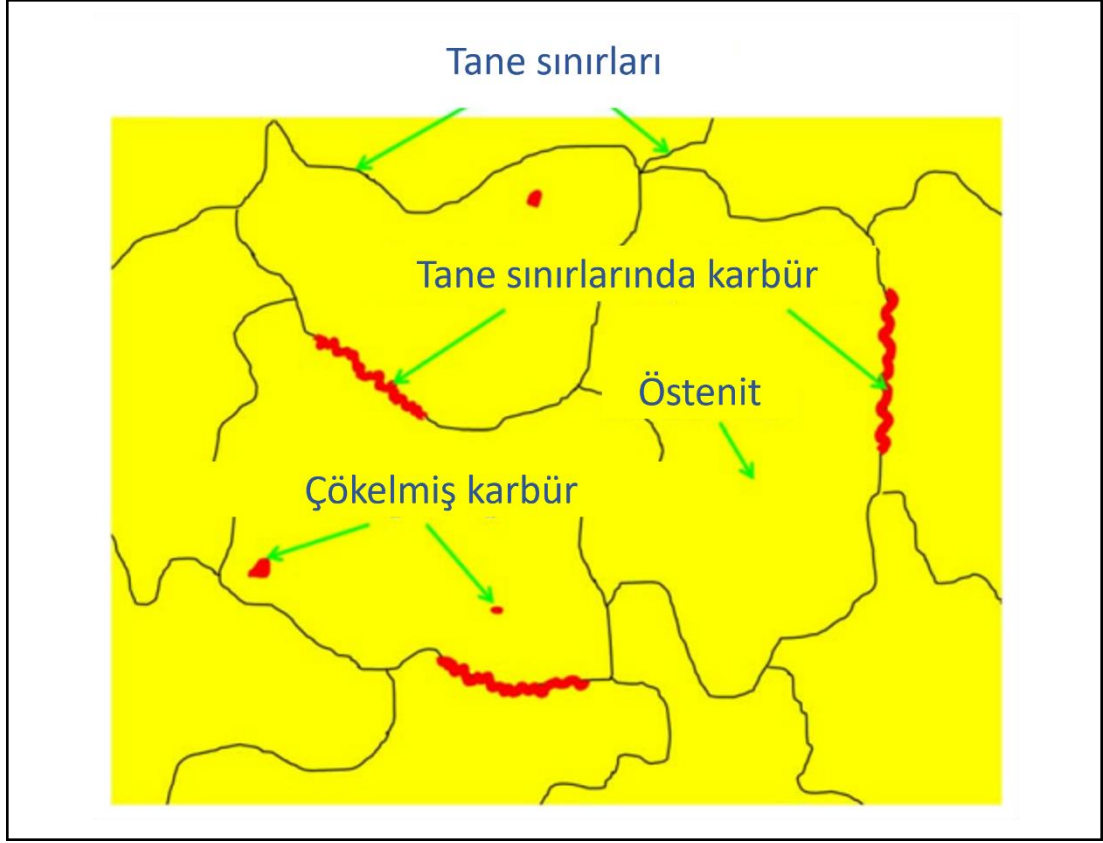 Tane sınırları
Tane sınırlarında karbür
Östenit
Çökelmiş karbür